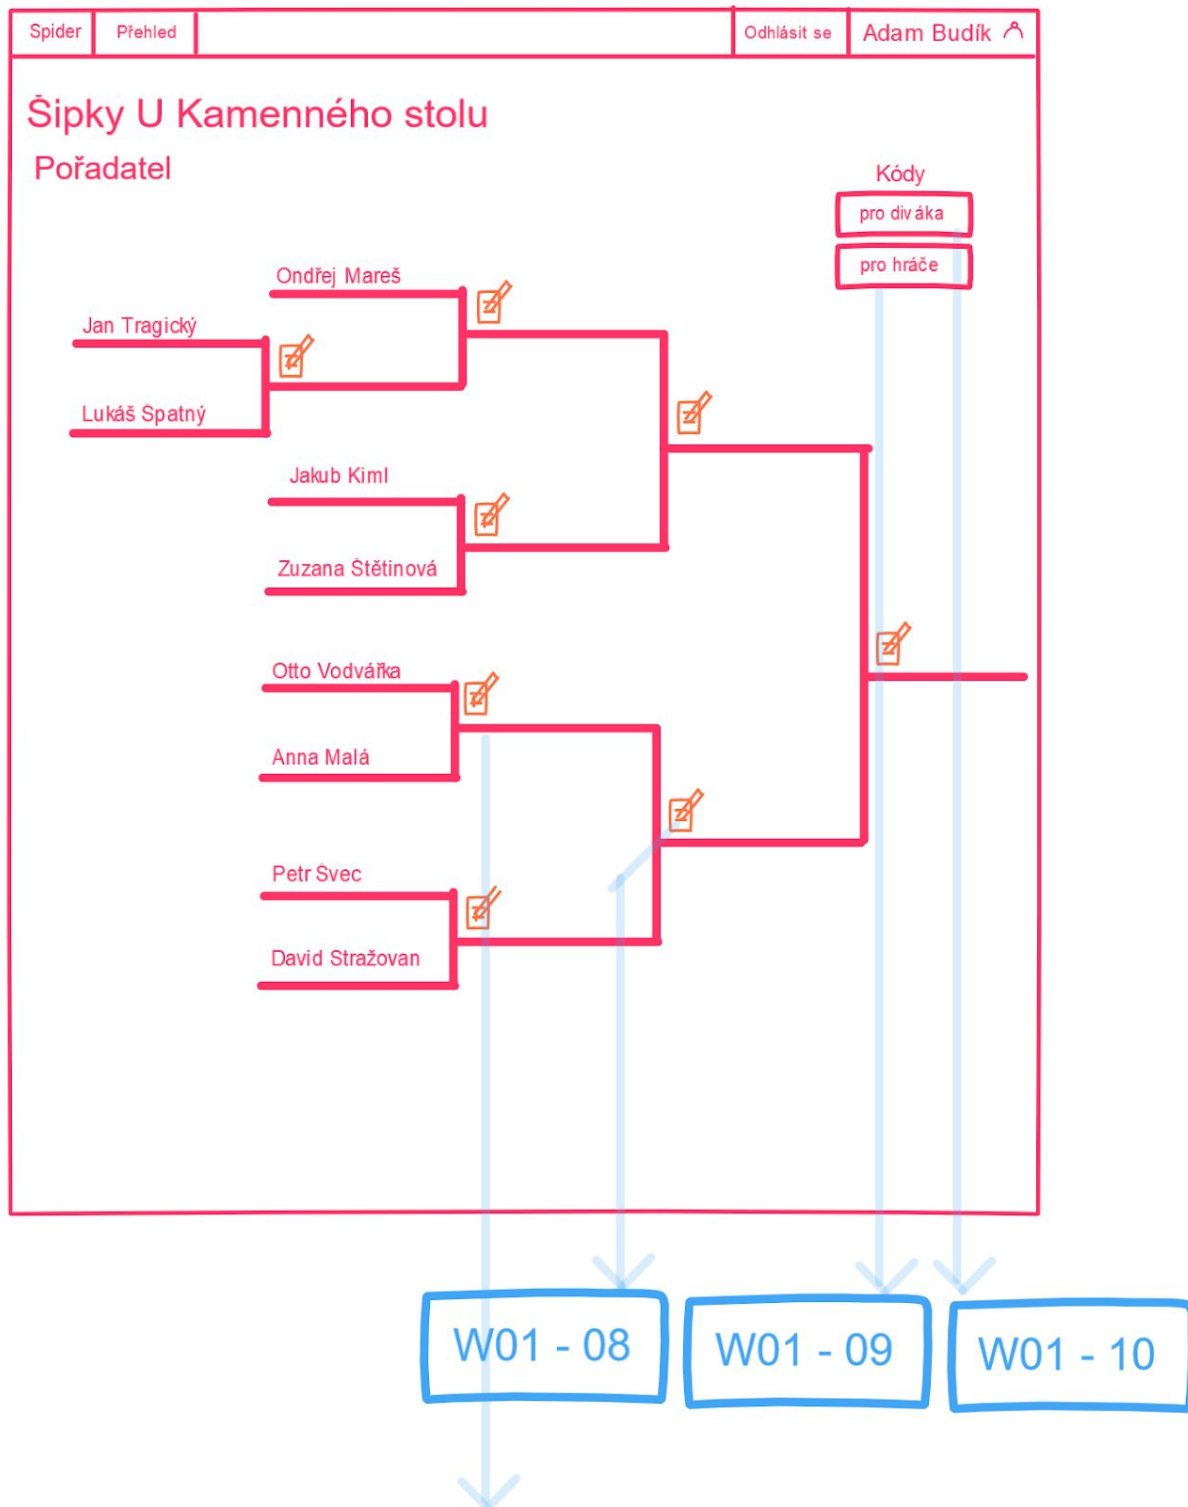 Spider Přehled Odhlásit se Adam Budík
Šipky U Kamenného stolu
Pořadatel
Kódy
pro diváka
pro hráče
Ondřej Mareš
Jan Tragický
Lukáš Špatný
Jakub Kiml
Zuzana Štětinová
Otto Vodvářka
Anna Malá
Petr Švec
David Stražovan
W01 - 08
W01 - 09
W01 - 10